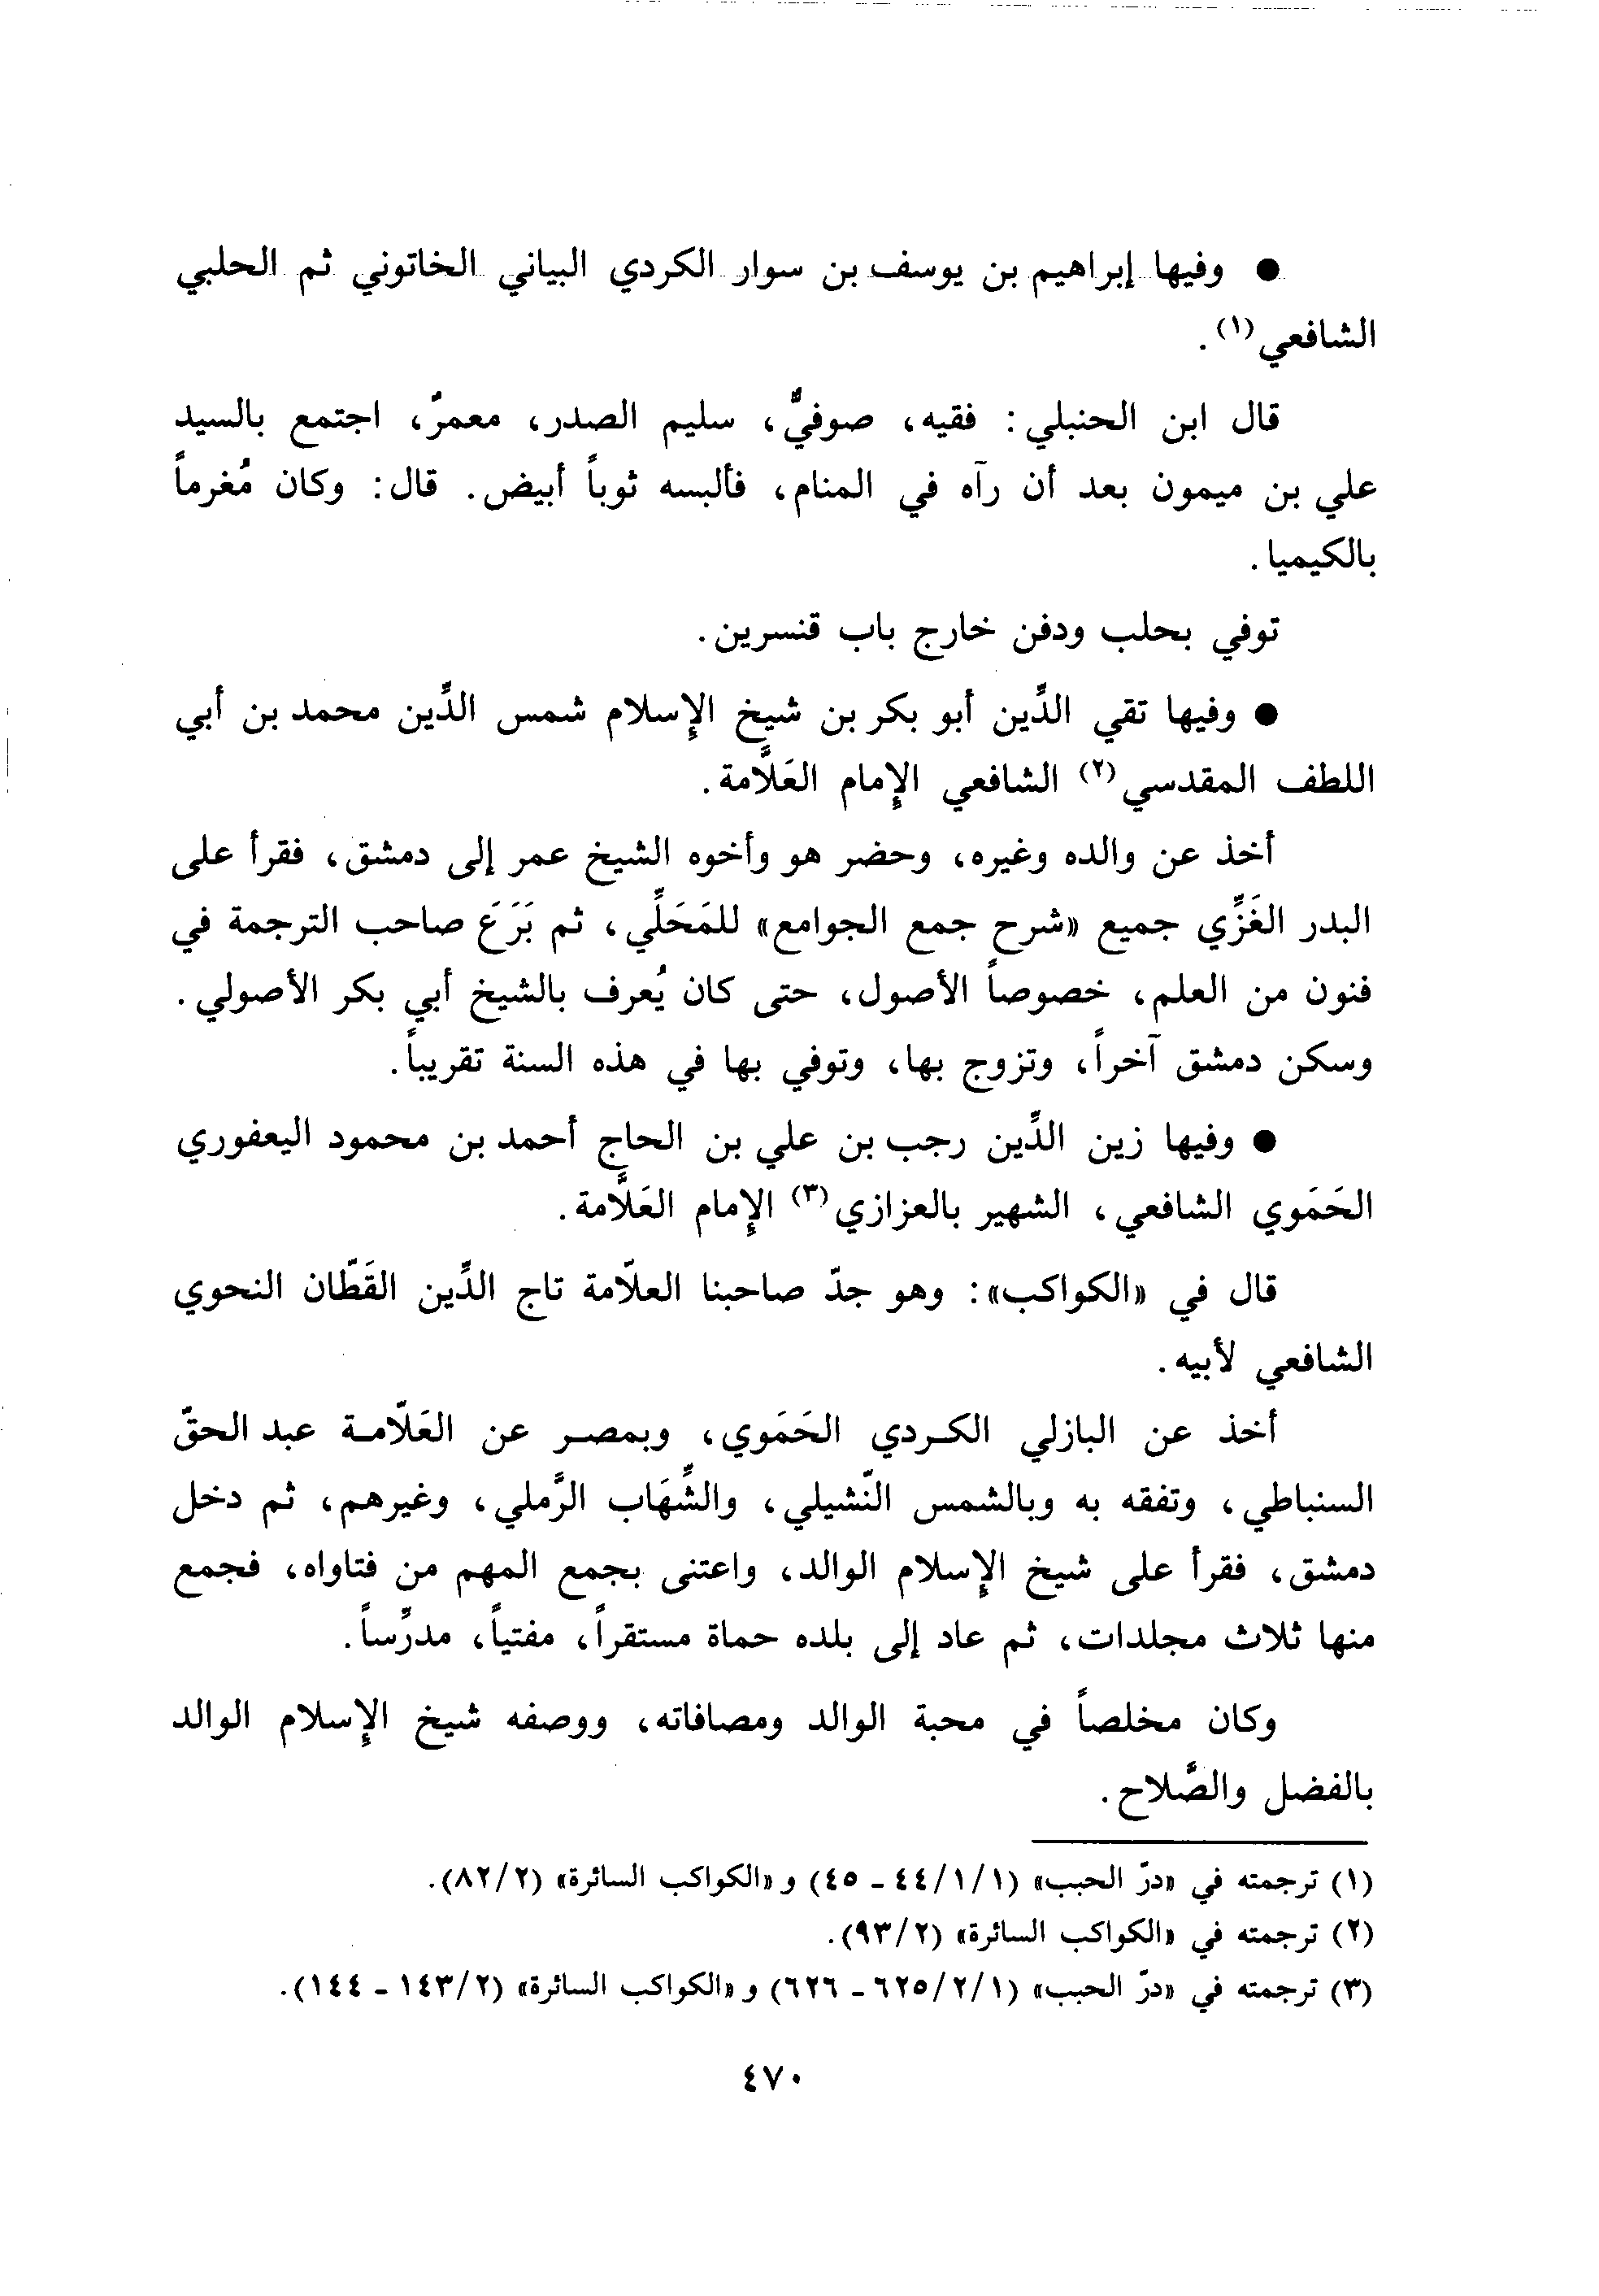 ● وفيها إبراهيم بن يوسف بن سوار الكردي البياني الخاتوني ثم الحلبي
الشافعي(١).
قال ابن الحنبلي: فقيه، صوفيٌّ، سليم الصدر، معمرّ، اجتمع بالسيد
علي بن ميمون بعد أن رآه في المنام، فألبسه ثوباً أبيض. قال: وكان مُغرماً
بالكيميا.
توفي بحلب ودفن خارج باب قنسرين.
● وفيها تقي الدِّين أبو بكر بن شيخ الإسلام شمس الدِّين محمد بن أبي
اللطف المقدسي(٢) الشافعي الإمام العَلاَّمة.
أخذ عن والده وغيره، وحضر هو وأخوه الشيخ عمر إلى دمشق، فقرأ على
البدر الغَزِّي جميع «شرح جمع الجوامع» للمَحَلِّي، ثم بَرَعَ صاحب الترجمة في
فنون من العلم، خصوصاً الأصول، حتى كان يُعرف بالشيخ أبي بكر الأصولي.
وسكن دمشق آخراً، وتزوج بها، وتوفي بها في هذه السنة تقريباً.
● وفيها زين الدِّين رجب بن علي بن الحاج أحمد بن محمود اليعفوري
الحَمَوي الشافعي، الشهير بالعزازي(٣) الإمام العَلاَّمة.
قال في «الكواكب»: وهو جدّ صاحبنا العلاّمة تاج الدِّين القَطّان النحوي
الشافعي لأبيه.
أخذ عن البازلي الكردي الحَمَوي، وبمصر عن العَلاّمة عبد الحقّ
السنباطي، وتفقه به وبالشمس النّشيلي، والشِّهَاب الرَّملي، وغيرهم، ثم دخل
دمشق، فقرأ على شيخ الإسلام الوالد، واعتنى بجمع المهم من فتاواه، فجمع
منها ثلاث مجلدات، ثم عاد إلى بلده حماة مستقراً، مفتياً، مدرِّساً.
وكان مخلصاً في محبة الوالد ومصافاته، ووصفه شيخ الإسلام الوالد
بالفضل والصَّلاح.
(١) ترجمته في «درّ الحبب» (٤٤/١/١ - ٤٥) و«الكواكب السائرة» (٨٢/٢).
(٢) ترجمته في «الكواكب السائرة» (٩٣/٢).
(٣) ترجمته في «درّ الحبب» (٦٢٥/٢/١ - ٦٢٦) و«الكواكب السائرة» (١٤٣/٢ - ١٤٤).
٤٧٠